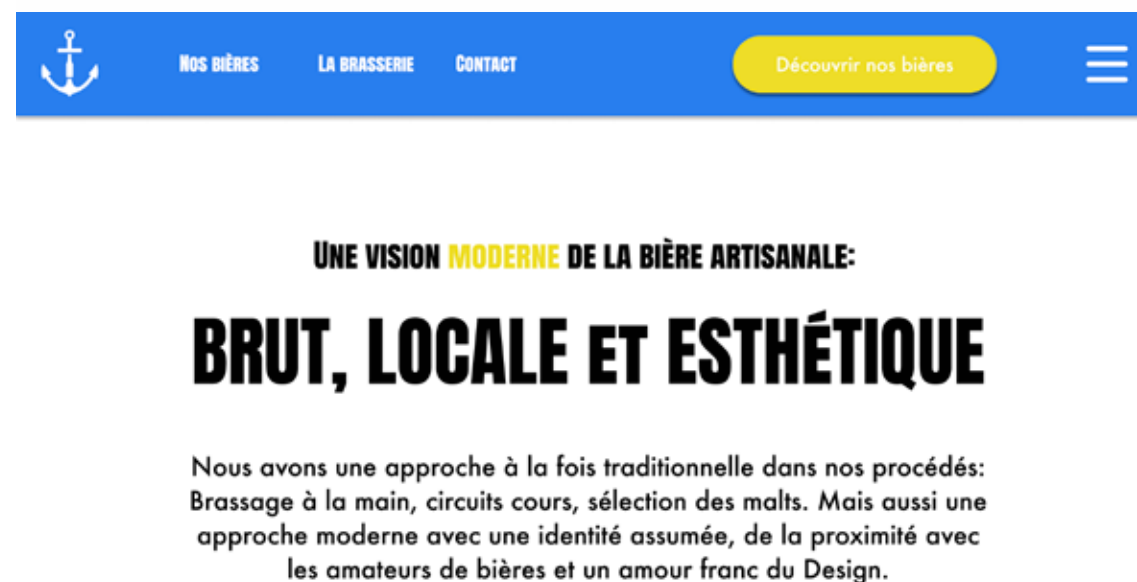 Nos bières
La brasserie
Contact
Découvrir nos bières
Une vision moderne de la bière artisanale:
BRUT, LOCALE ET ESTHÉTIQUE
Nous avons une approche à la fois traditionnelle dans nos procédés:
Brassage à la main, circuits cours, sélection des malts. Mais aussi une
approche moderne avec une identité assumée, de la proximité avec
les amateurs de bières et un amour franc du Design.